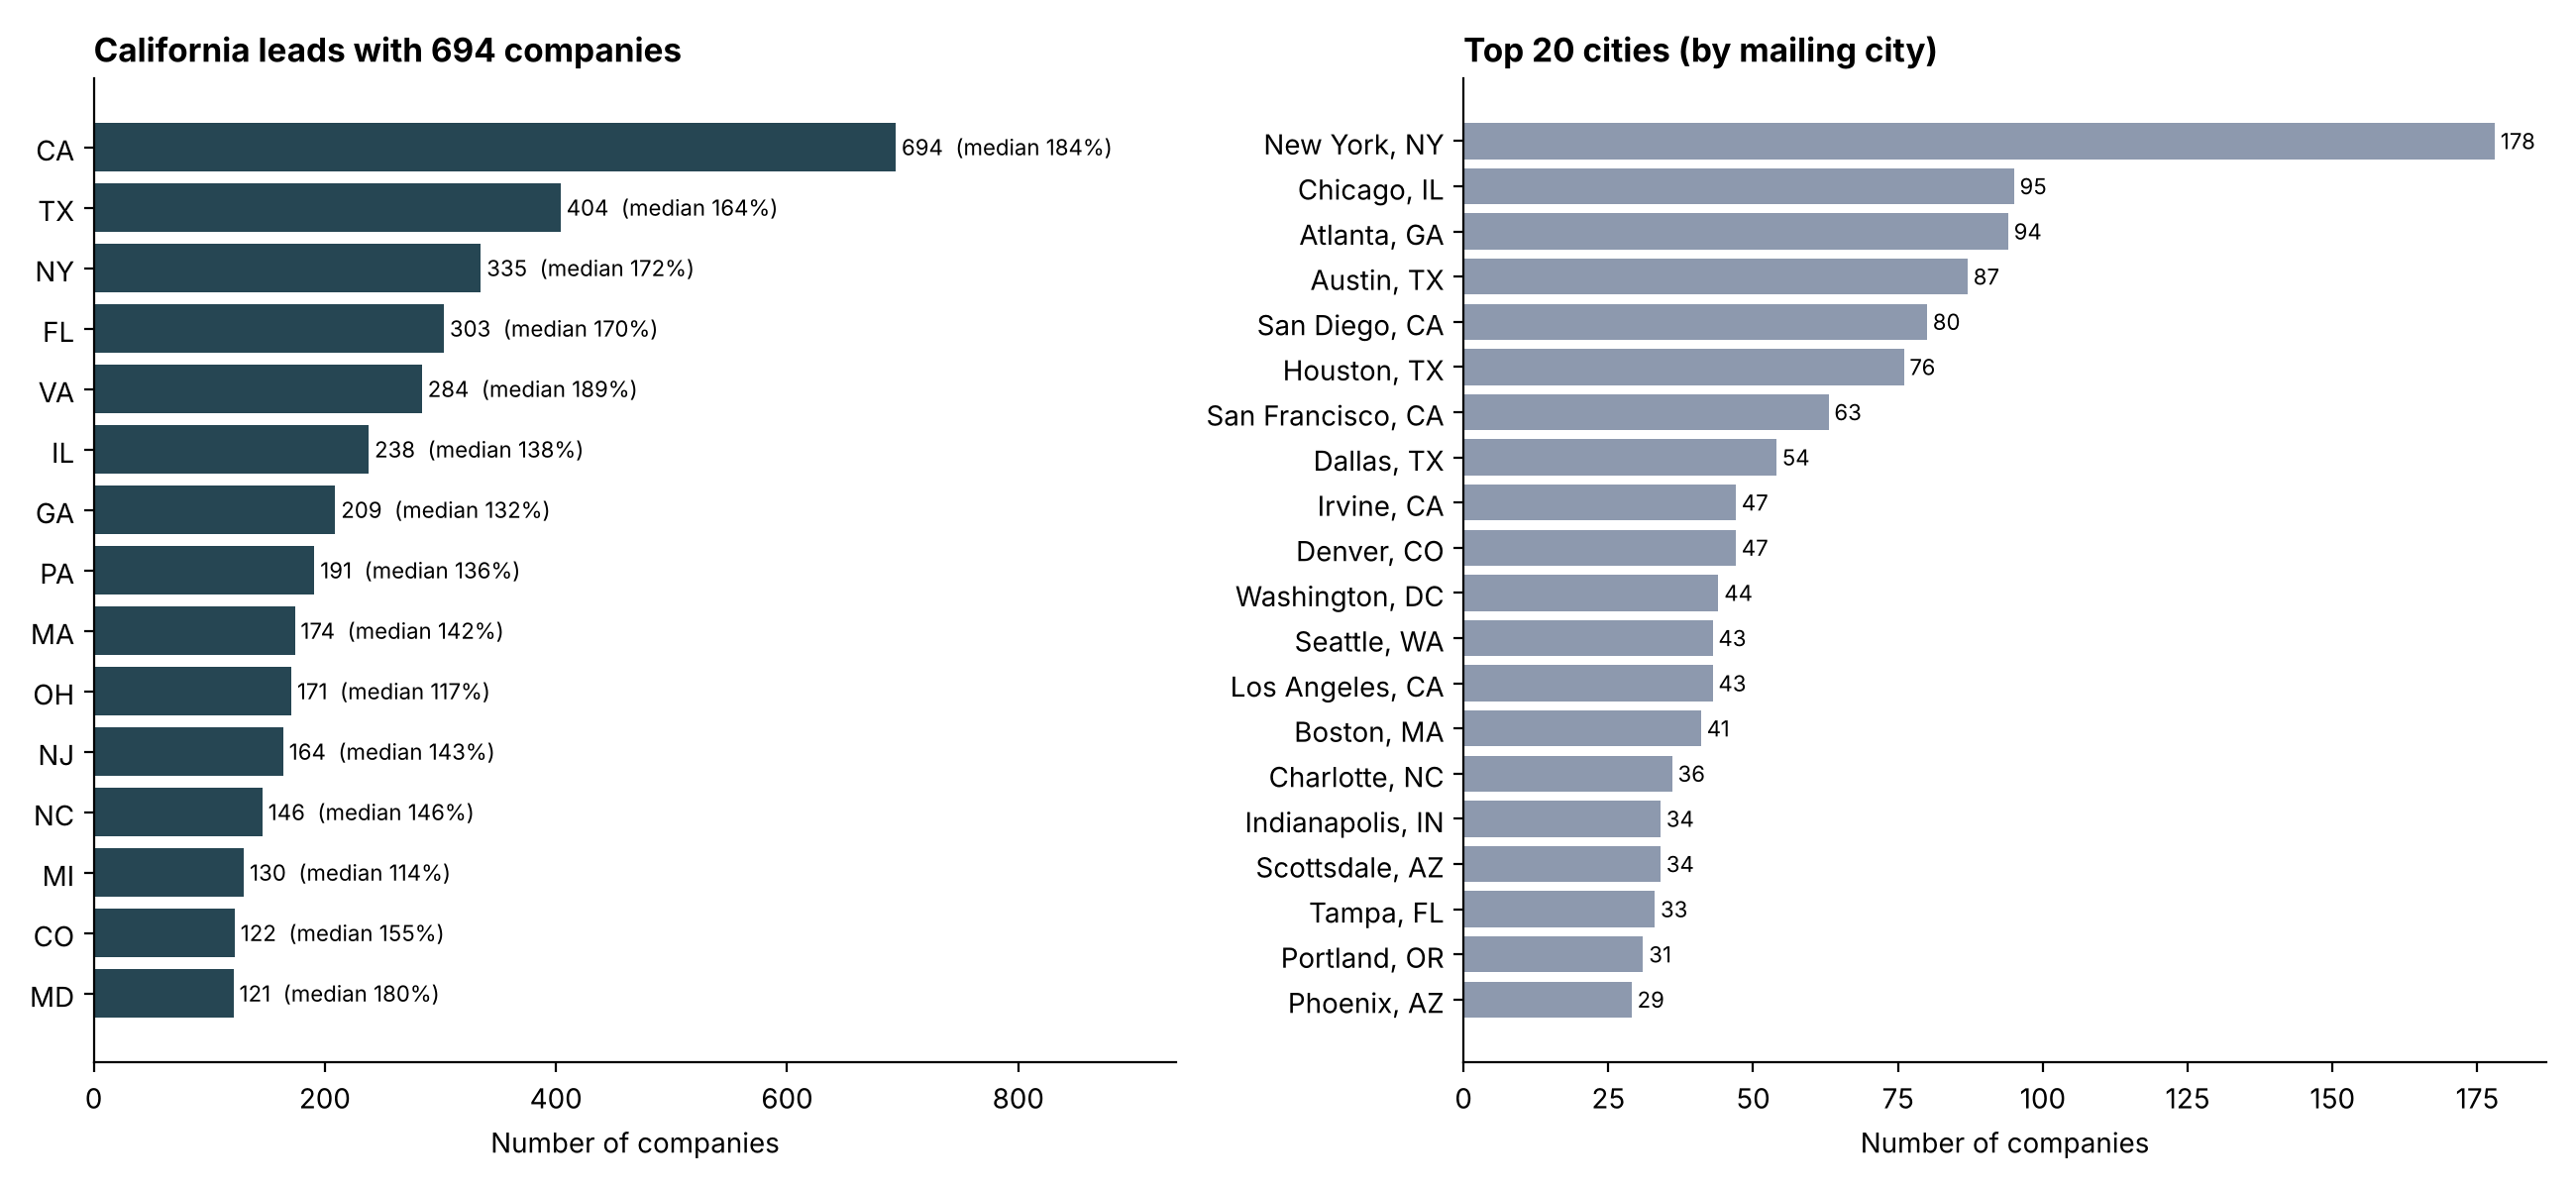 California leads with 694 companies
CA 694 (median 184%)
TX 404 (median 164%)
NY 335 (median 172%)
FL 303 (median 170%)
VA 284 (median 189%)
IL 238 (median 138%)
GA 209 (median 132%)
PA 191 (median 136%)
MA 174 (median 142%)
OH 171 (median 117%)
NJ 164 (median 143%)
NC 146 (median 146%)
MI 130 (median 114%)
CO 122 (median 155%)
MD 121 (median 180%)
0 200 400 600 800
Number of companies
Top 20 cities (by mailing city)
New York, NY 178
Chicago, IL 95
Atlanta, GA 94
Austin, TX 87
San Diego, CA 80
Houston, TX 76
San Francisco, CA 63
Dallas, TX 54
Irvine, CA 47
Denver, CO 47
Washington, DC 44
Seattle, WA 43
Los Angeles, CA 43
Boston, MA 41
Charlotte, NC 36
Indianapolis, IN 34
Scottsdale, AZ 34
Tampa, FL 33
Portland, OR 31
Phoenix, AZ 29
0 25 50 75 100 125 150 175
Number of companies